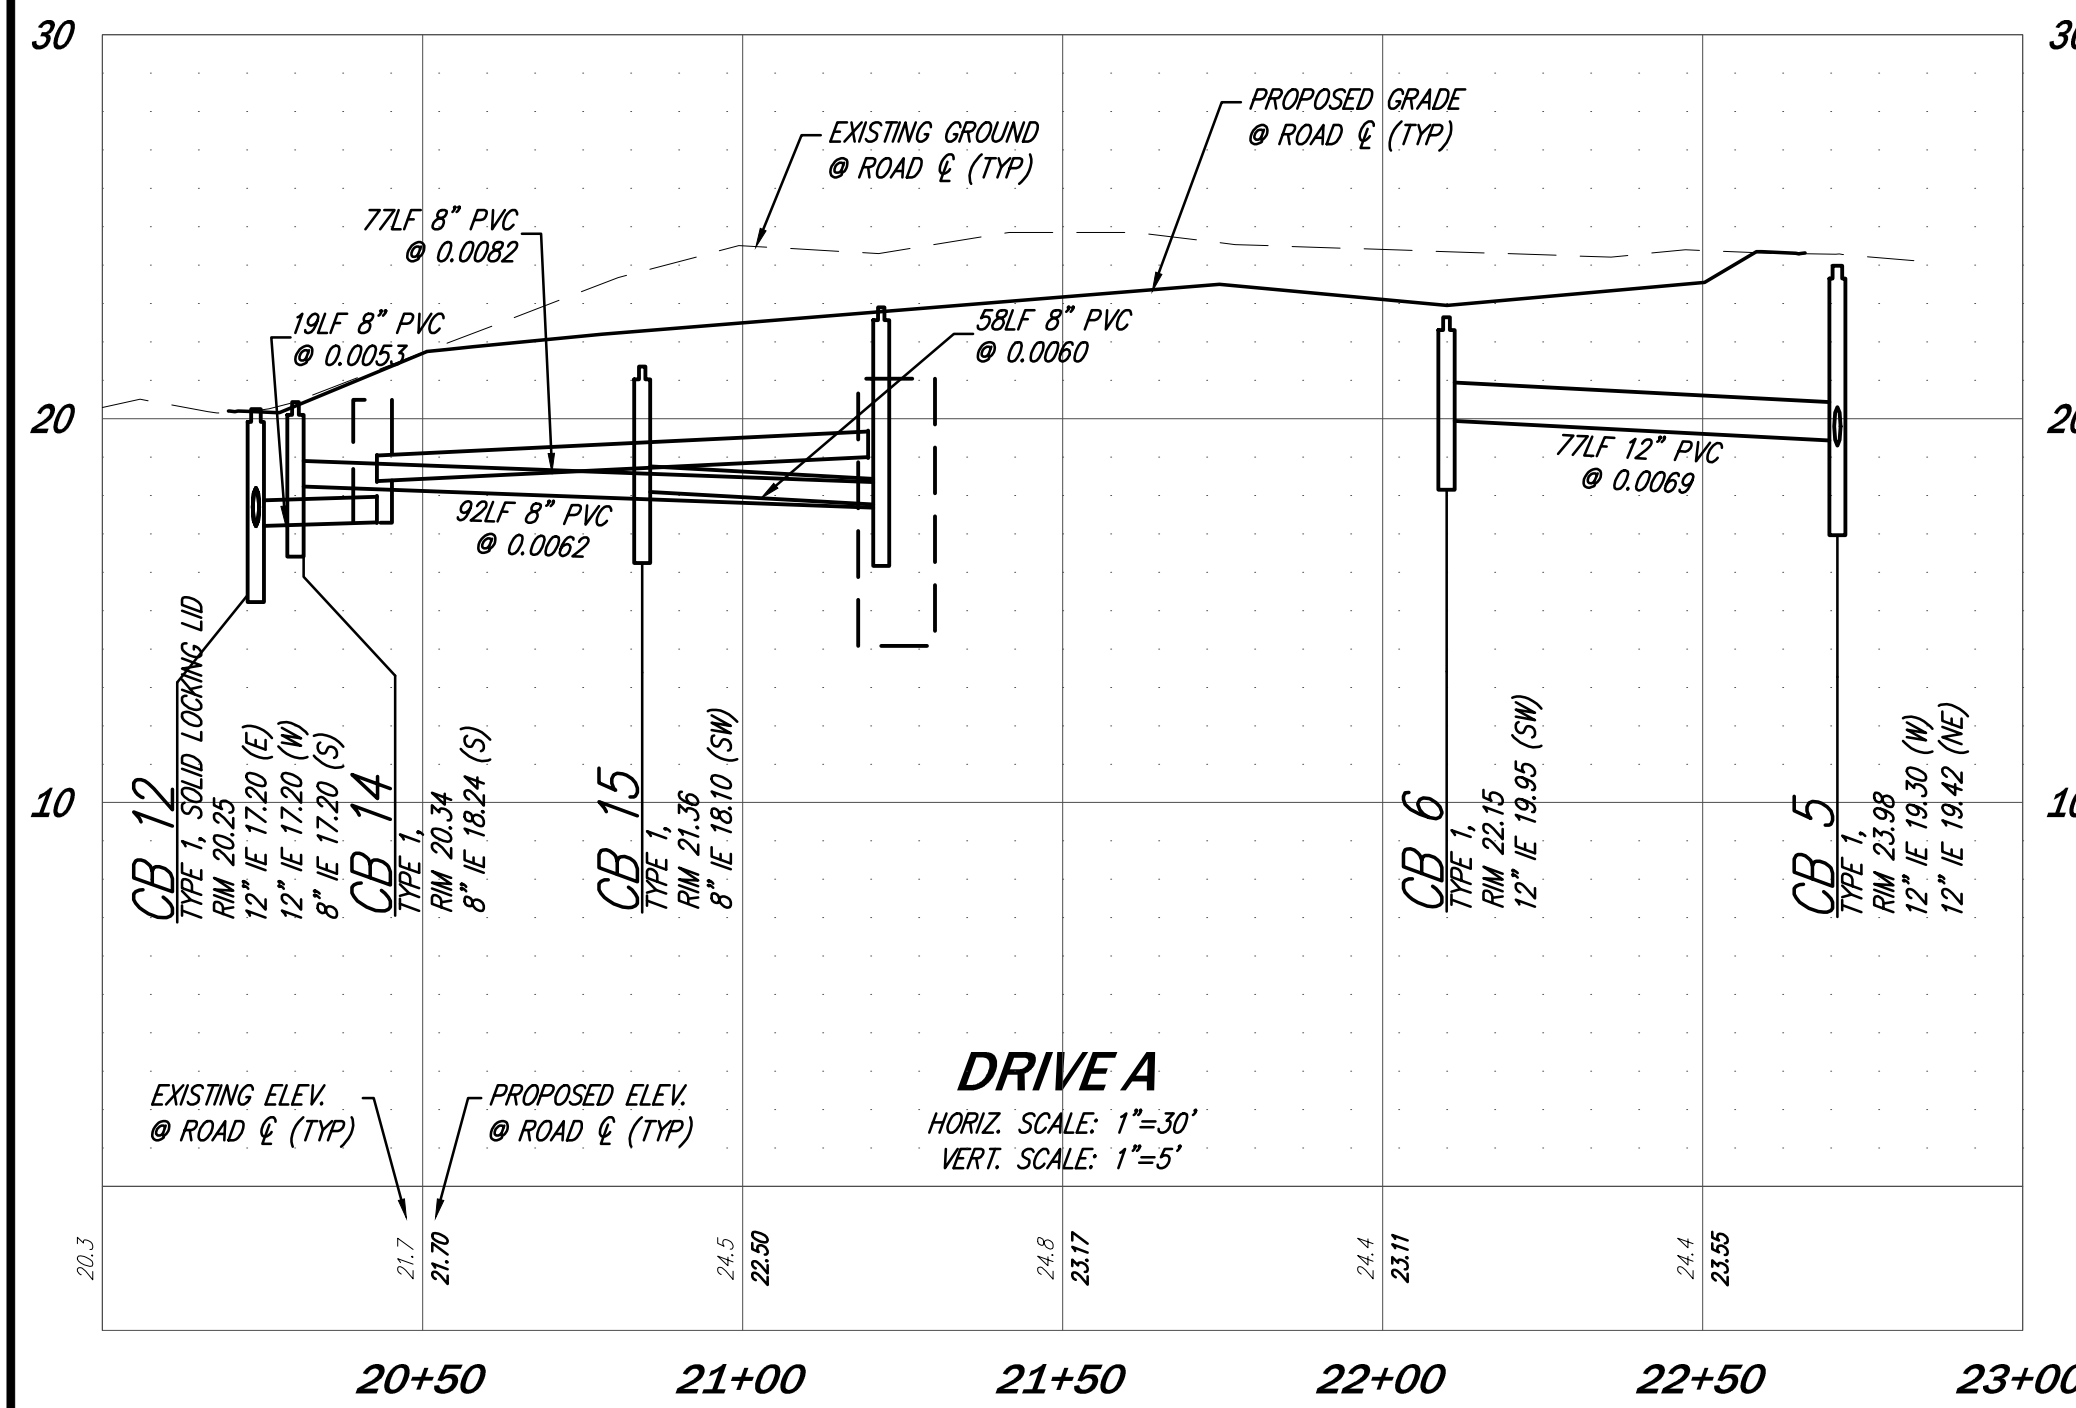 30
30
PROPOSED GRADE
@ ROAD ℄ (TYP)
EXISTING GROUND
@ ROAD ℄ (TYP)
77LF 8" PVC
@ 0.0082
19LF 8" PVC
@ 0.0053
58LF 8" PVC
@ 0.0060
20
20
77LF 12" PVC
@ 0.0069
92LF 8" PVC
@ 0.0062
10
10
CB 12
TYPE 1, SOLID LOCKING LID
RIM 20.25
12" IE 17.20 (E)
12" IE 17.20 (W)
8" IE 17.20 (S)
CB 14
TYPE 1,
RIM 20.34
8" IE 18.24 (S)
CB 15
TYPE 1,
RIM 21.36
8" IE 18.10 (SW)
CB 6
TYPE 1,
RIM 22.15
12" IE 19.95 (SW)
CB 5
TYPE 1,
RIM 23.98
12" IE 19.30 (W)
12" IE 19.42 (NE)
DRIVE A
HORIZ. SCALE: 1"=30'
VERT. SCALE: 1"=5'
EXISTING ELEV.
@ ROAD ℄ (TYP)
PROPOSED ELEV.
@ ROAD ℄ (TYP)
20.3
21.7
21.70
24.5
22.50
24.8
23.17
24.4
23.11
24.4
23.55
20+50
21+00
21+50
22+00
22+50
23+00